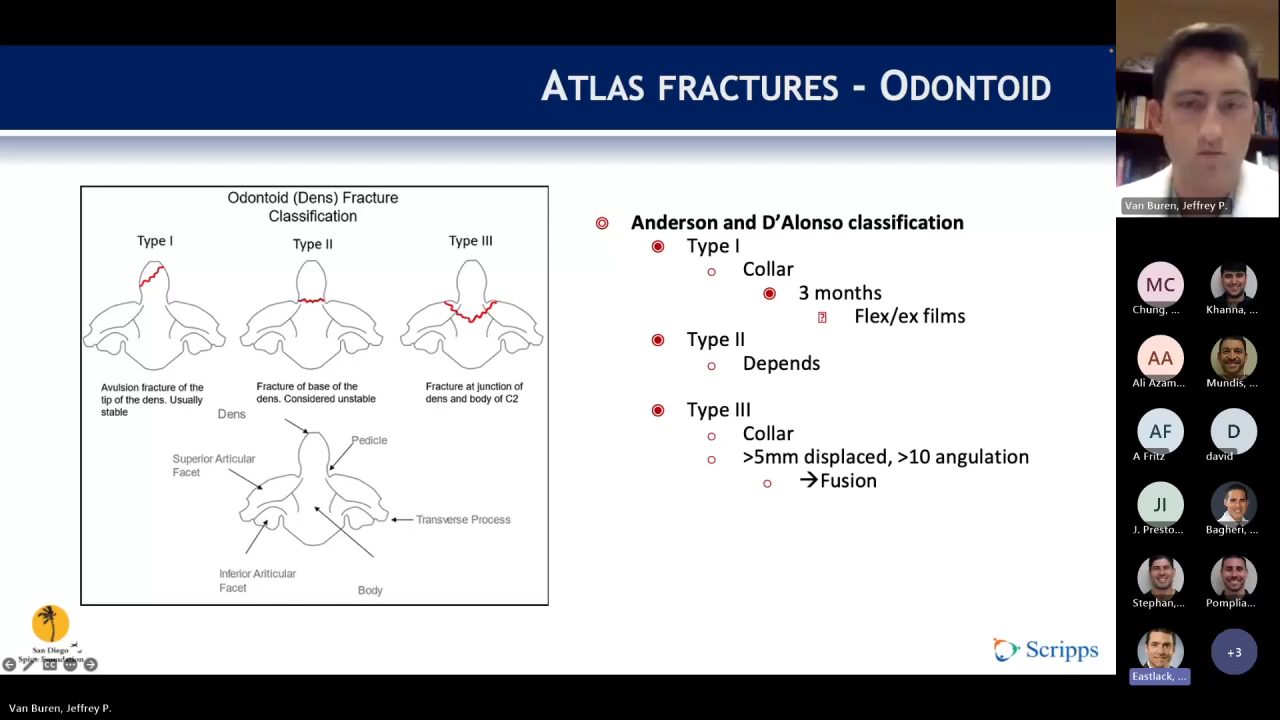 ATLAS FRACTURES - ODONTOID
Odontoid (Dens) Fracture
Classification
Type I
Type II
Type III
Avulsion fracture of the
tip of the dens. Usually
stable
Fracture of base of the
dens. Considered unstable
Fracture at junction of
dens and body of C2
Dens
Pedicle
Superior Articular
Facet
Transverse Process
Inferior Ariticular
Facet
Body
Anderson and D'Alonso classification
Type I
Collar
3 months
Flex/ex films
Type II
Depends
Type III
Collar
>5mm displaced, >10 angulation
→Fusion
San Diego
Spine Foundation
Scripps
Van Buren, Jeffrey P.
MC
Chung, ...
Khanna, ...
AA
Ali Azam...
Mundis, ...
AF
A Fritz
D
david
JI
J. Presto...
Bagheri, ...
Stephan,...
Pomplia...
Eastlack, ...
+3
Van Buren, Jeffrey P.